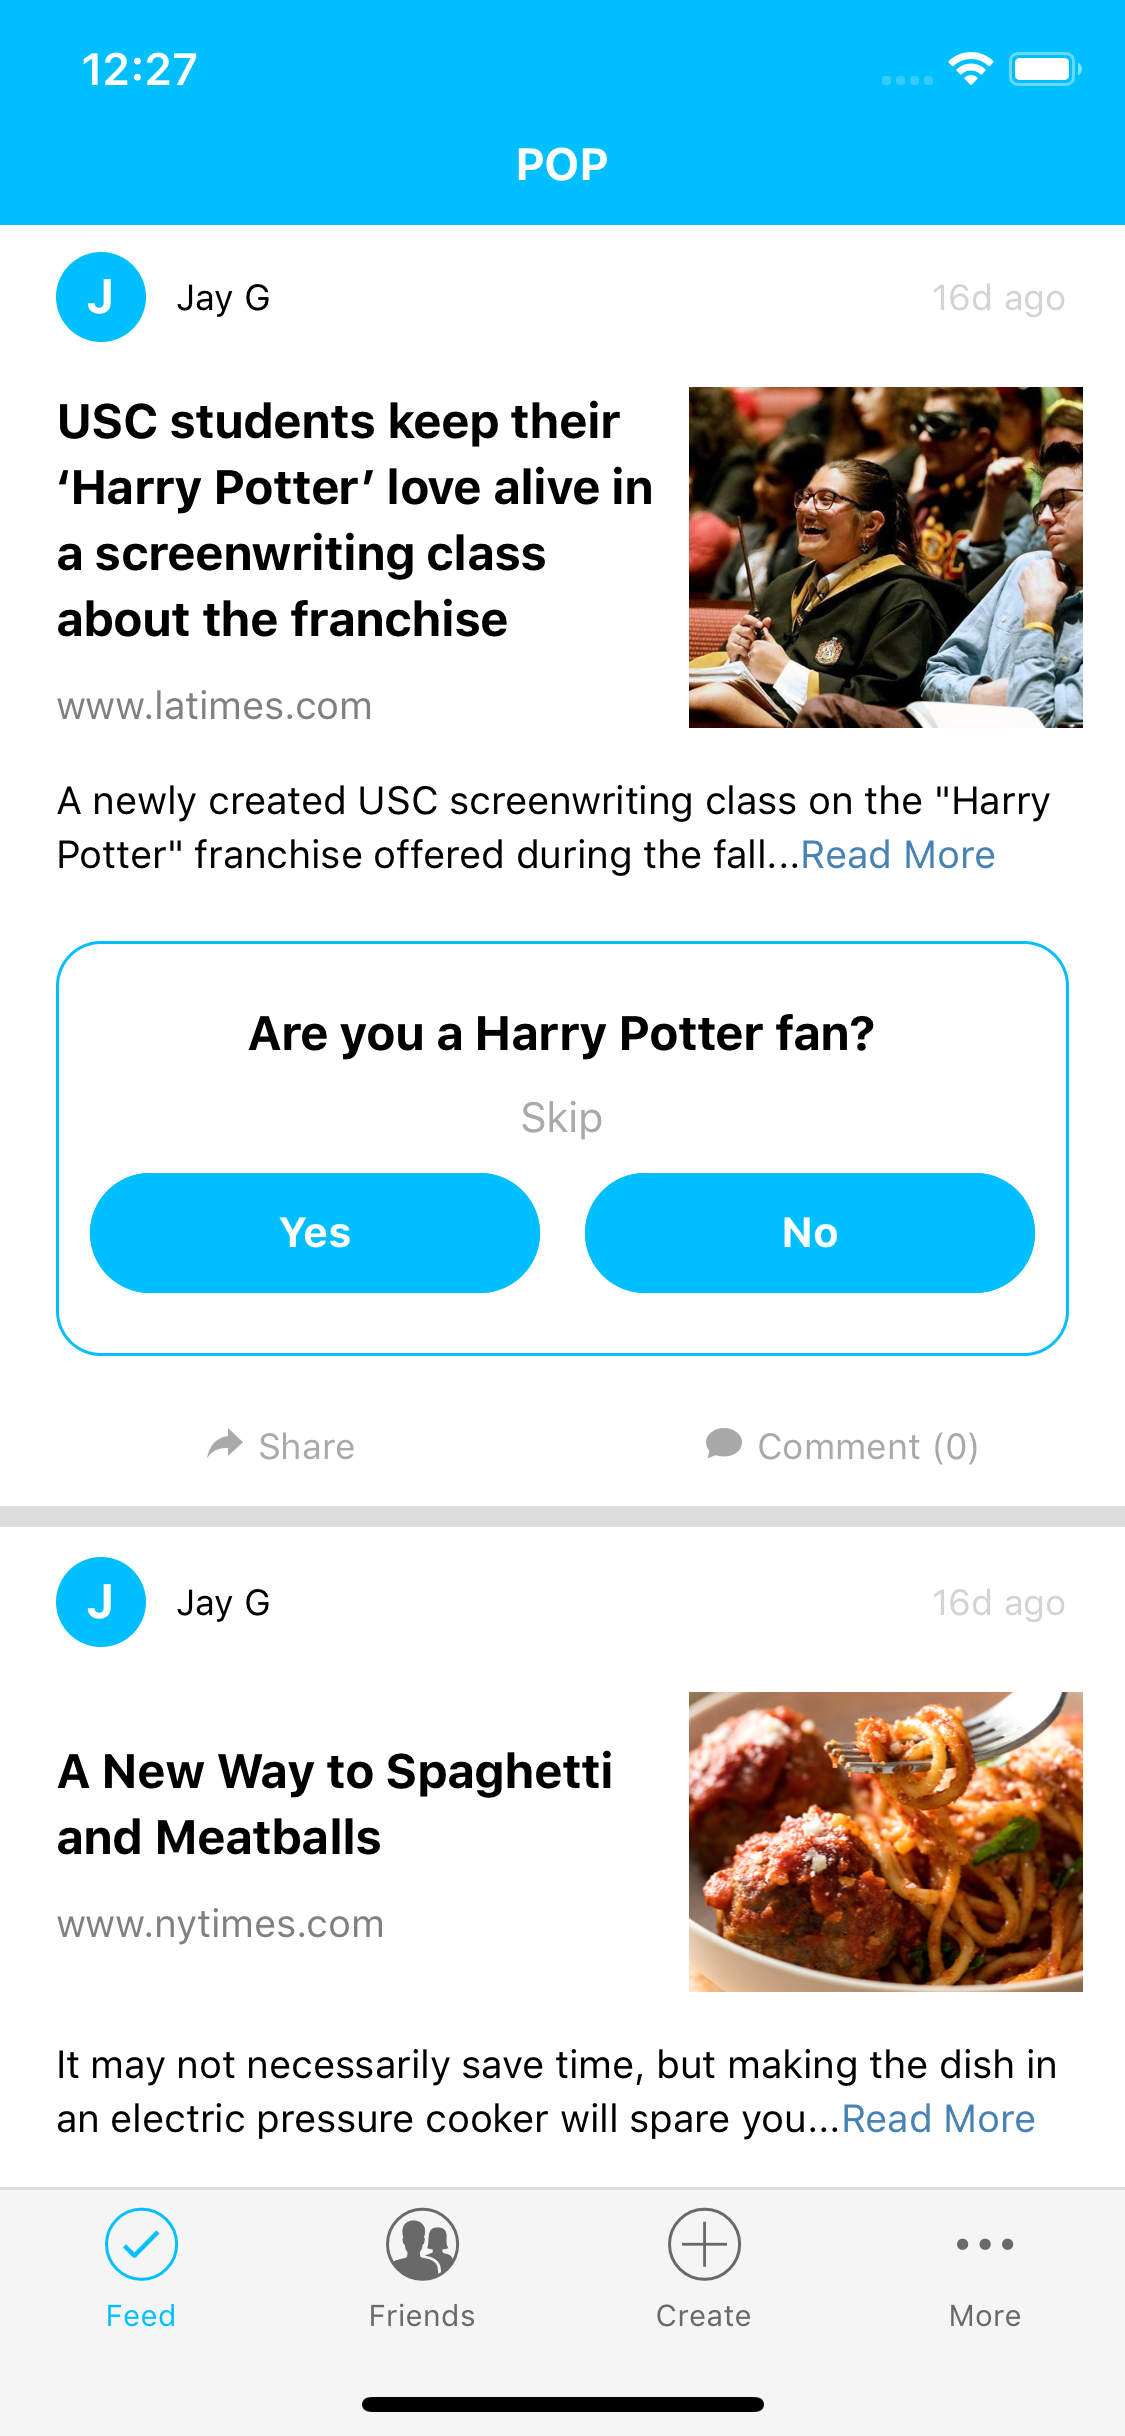 12:27
POP
J
Jay G
16d ago
USC students keep their
‘Harry Potter’ love alive in
a screenwriting class
about the franchise
www.latimes.com
A newly created USC screenwriting class on the "Harry
Potter" franchise offered during the fall...Read More
Are you a Harry Potter fan?
Skip
Yes
No
Share
Comment (0)
J
Jay G
16d ago
A New Way to Spaghetti
and Meatballs
www.nytimes.com
It may not necessarily save time, but making the dish in
an electric pressure cooker will spare you...Read More
Feed
Friends
Create
More